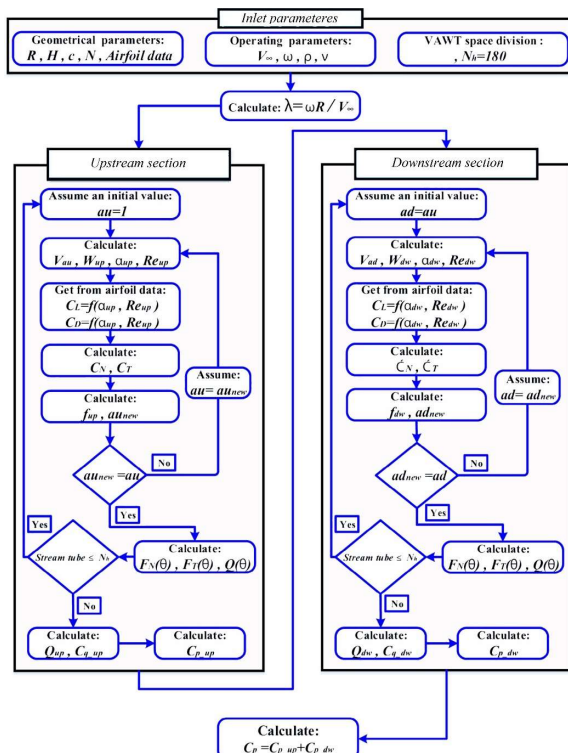 Inlet parameteres
Geometrical parameters:
R, H, c, N, Airfoil data
Operating parameters:
V∞, ω, ρ, ν
VAWT space division :
, Nh=180
Calculate: λ=ωR/V∞
Upstream section
Assume an initial value:
au=1
Calculate:
Vau, Wup, αup, Reup
Get from airfoil data:
CL=f(αup, Reup)
CD=f(αup, Reup)
Calculate:
CN, CT
Calculate:
fup, aunew
Assume:
au= aunew
aunew=au
No
Yes
Calculate:
FN(θ), FT(θ), Q(θ)
Stream tube ≤ Nh
Yes
No
Calculate:
Qup, Cq_up
Calculate:
Cp_up
Downstream section
Assume an initial value:
ad=au
Calculate:
Vad, Wdw, αdw, Redw
Get from airfoil data:
CL=f(αdw, Redw)
CD=f(αdw, Redw)
Calculate:
ĆN, ĆT
Calculate:
fdw, adnew
Assume:
ad= adnew
adnew=ad
No
Yes
Calculate:
FN(θ), FT(θ), Q(θ)
Stream tube ≤ Nh
Yes
No
Calculate:
Qdw, Cq_dw
Calculate:
Cp_dw
Calculate:
Cp=Cp_up+Cp_dw